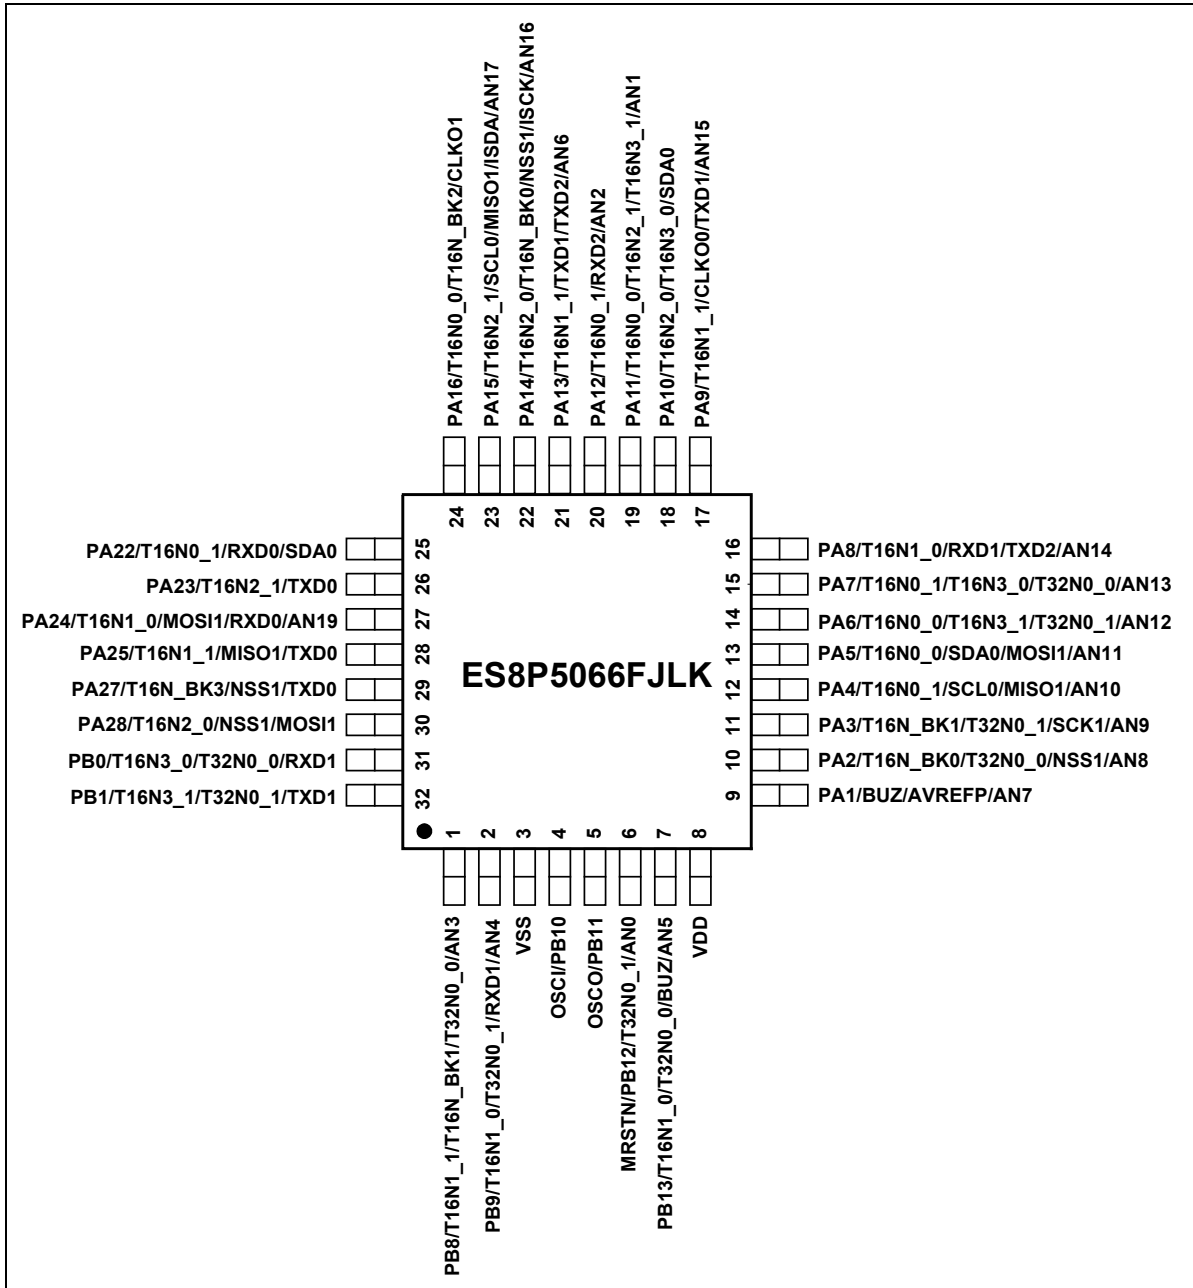 PA16/T16N0_0/T16N_BK2/CLKO1
PA15/T16N2_1/SCL0/MISO1/ISDA/AN17
PA14/T16N2_0/T16N_BK0/NSS1/ISCK/AN16
PA13/T16N1_1/TXD1/TXD2/AN6
PA12/T16N0_1/RXD2/AN2
PA11/T16N0_0/T16N2_1/T16N3_1/AN1
PA10/T16N2_0/T16N3_0/SDA0
PA9/T16N1_1/CLKO0/TXD1/AN15
24
23
22
21
20
19
18
17
PA22/T16N0_1/RXD0/SDA0
25
PA23/T16N2_1/TXD0
26
PA24/T16N1_0/MOSI1/RXD0/AN19
27
PA25/T16N1_1/MISO1/TXD0
28
PA27/T16N_BK3/NSS1/TXD0
29
PA28/T16N2_0/NSS1/MOSI1
30
PB0/T16N3_0/T32N0_0/RXD1
31
PB1/T16N3_1/T32N0_1/TXD1
32
ES8P5066FJLK
16
PA8/T16N1_0/RXD1/TXD2/AN14
15
PA7/T16N0_1/T16N3_0/T32N0_0/AN13
14
PA6/T16N0_0/T16N3_1/T32N0_1/AN12
13
PA5/T16N0_0/SDA0/MOSI1/AN11
12
PA4/T16N0_1/SCL0/MISO1/AN10
11
PA3/T16N_BK1/T32N0_1/SCK1/AN9
10
PA2/T16N_BK0/T32N0_0/NSS1/AN8
9
PA1/BUZ/AVREFP/AN7
1
2
3
4
5
6
7
8
PB8/T16N1_1/T16N_BK1/T32N0_0/AN3
PB9/T16N1_0/T32N0_1/RXD1/AN4
VSS
OSCI/PB10
OSCO/PB11
MRSTN/PB12/T32N0_1/AN0
PB13/T16N1_0/T32N0_0/BUZ/AN5
VDD